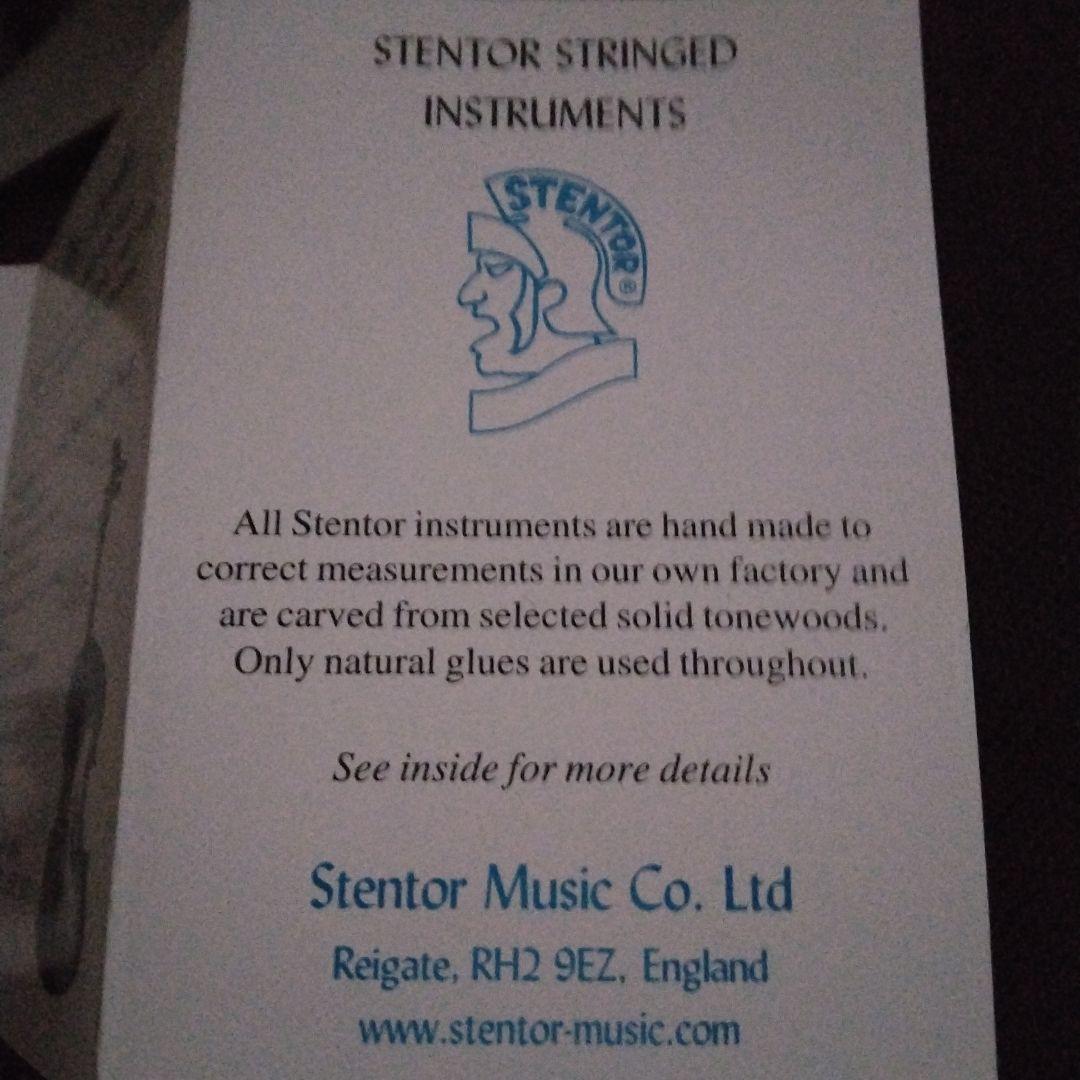 STENTOR STRINGED
INSTRUMENTS
STENTOR®
All Stentor instruments are hand made to
correct measurements in our own factory and
are carved from selected solid tonewoods.
Only natural glues are used throughout.
See inside for more details
Stentor Music Co. Ltd
Reigate, RH2 9EZ, England
www.stentor-music.com